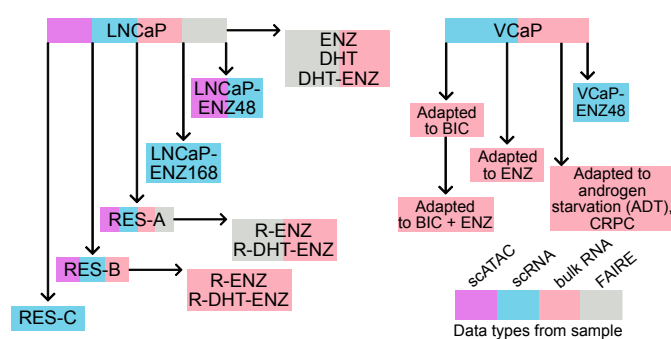 LNCaP
ENZ
DHT
DHT-ENZ
LNCaP-
ENZ48
LNCaP-
ENZ168
RES-A
R-ENZ
R-DHT-ENZ
RES-B
R-ENZ
R-DHT-ENZ
RES-C
VCaP
Adapted
to BIC
VCaP-
ENZ48
Adapted
to ENZ
Adapted to
androgen
starvation (ADT),
CRPC
Adapted
to BIC + ENZ
scATAC
scRNA
bulk RNA
FAIRE
Data types from sample